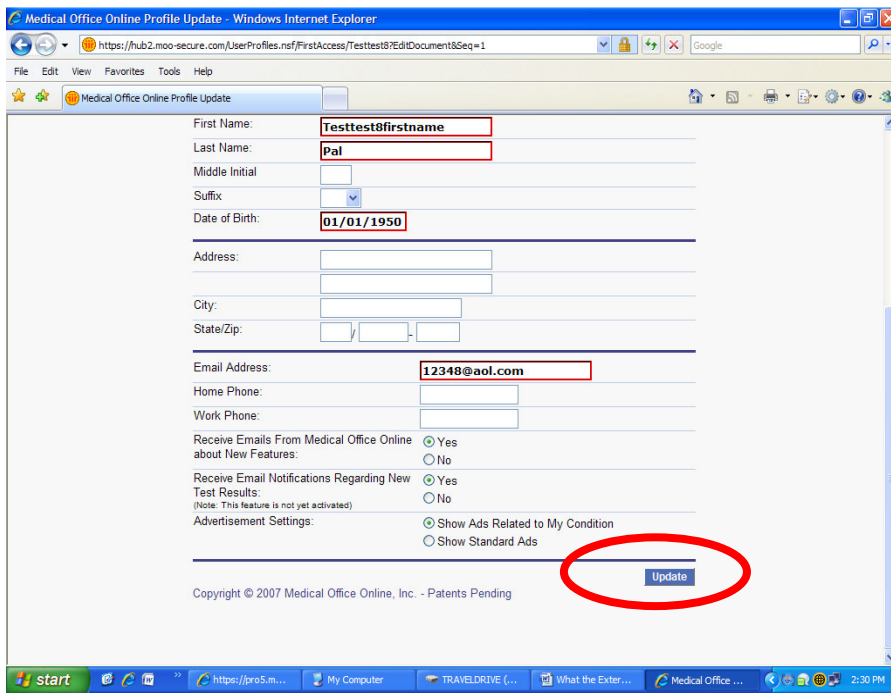 Medical Office Online Profile Update - Windows Internet Explorer
https://hub2.moo-secure.com/UserProfiles.nsf/FirstAccess/Testtest8?EditDocument&Seq=1
Google
File Edit View Favorites Tools Help
Medical Office Online Profile Update
First Name: Testtest8firstname
Last Name: Pal
Middle Initial
Suffix
Date of Birth: 01/01/1950
Address:
City:
State/Zip: / -
Email Address: 12348@aol.com
Home Phone:
Work Phone:
Receive Emails From Medical Office Online Yes
about New Features: No
Receive Email Notifications Regarding New Yes
Test Results: No
(Note: This feature is not yet activated)
Advertisement Settings: Show Ads Related to My Condition
Show Standard Ads
Update
Copyright © 2007 Medical Office Online, Inc. - Patents Pending
start https://pro5.m... My Computer TRAVELDRIVE (... What the Exter... Medical Office ... 2:30 PM